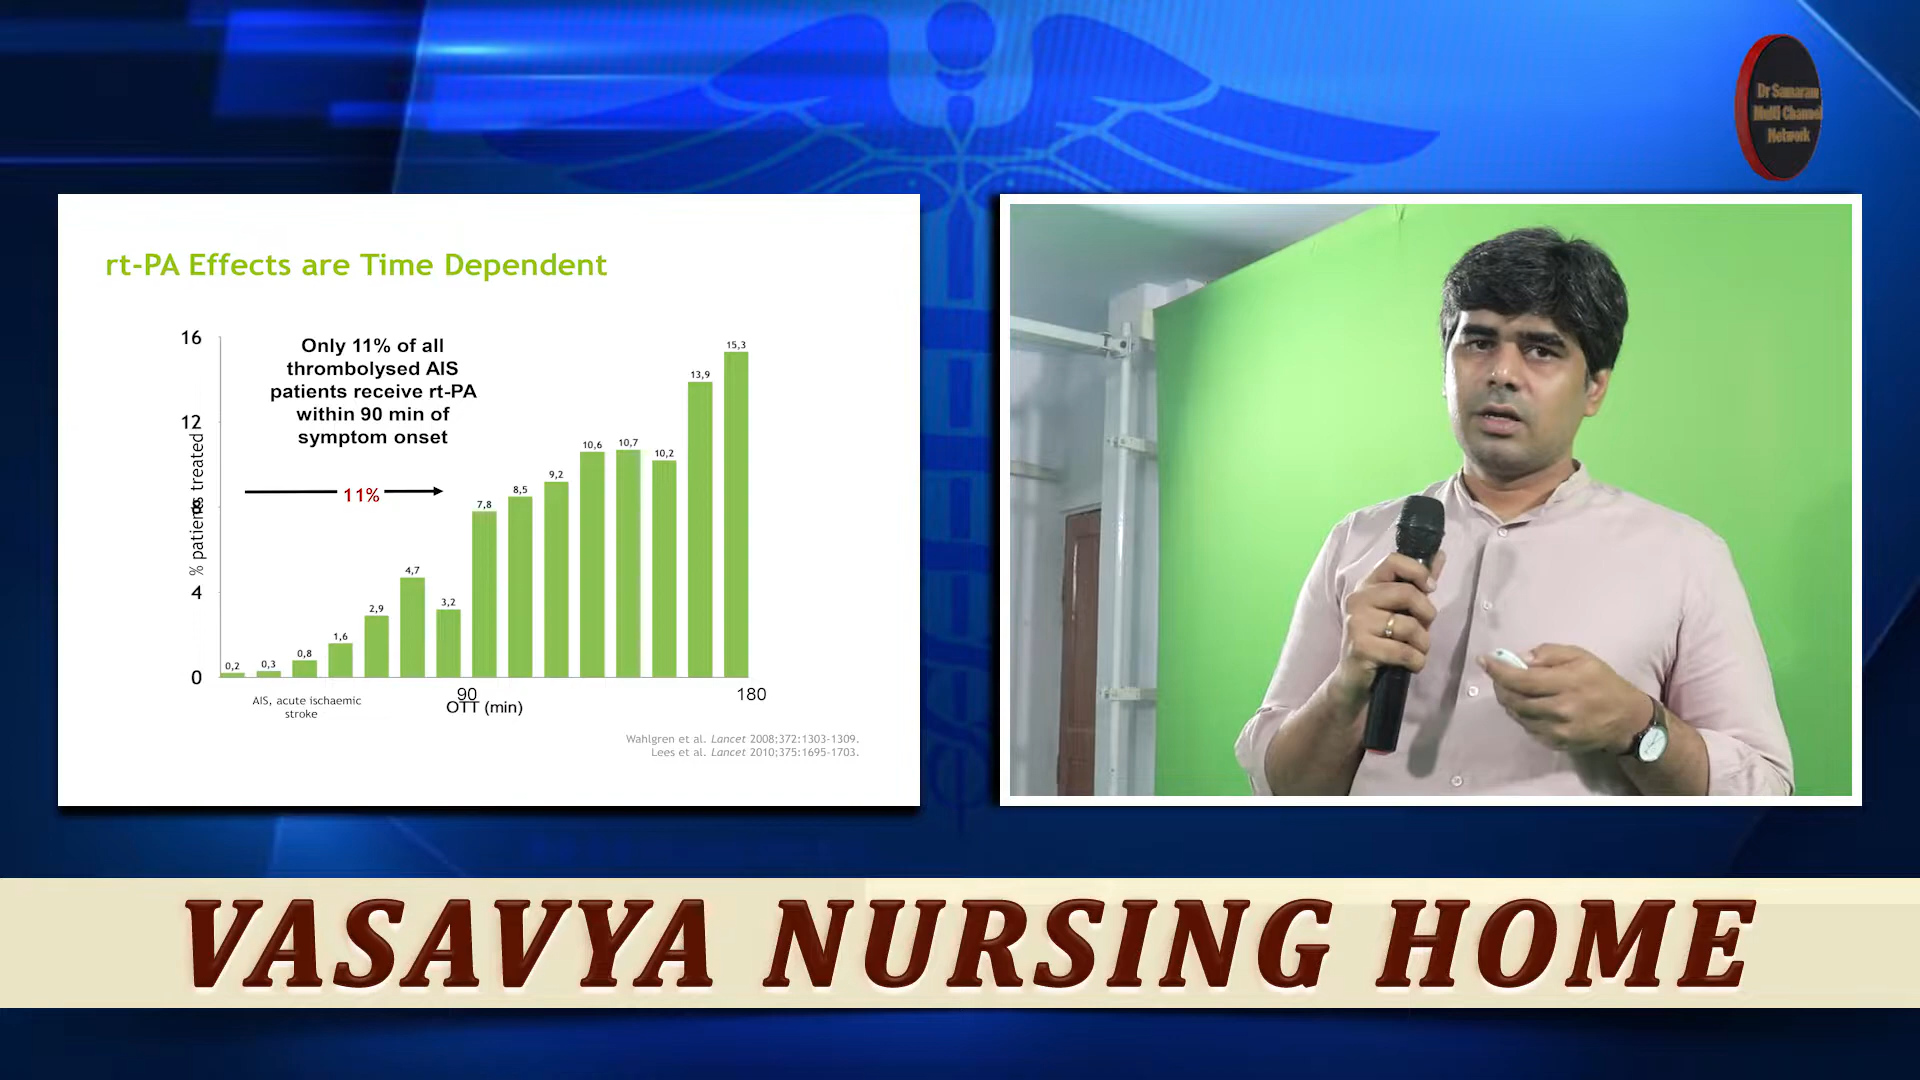 Dr Samaram
Multi Channel
Network
rt-PA Effects are Time Dependent
Only 11% of all
thrombolysed AIS
patients receive rt-PA
within 90 min of
symptom onset
11%
% patients treated
16
12
8
4
0
0,2
0,3
0,8
1,6
2,9
4,7
3,2
7,8
8,5
9,2
10,6
10,7
10,2
13,9
15,3
90
180
OTT (min)
AIS, acute ischaemic
stroke
Wahlgren et al. Lancet 2008;372:1303-1309.
Lees et al. Lancet 2010;375:1695-1703.
VASAVYA NURSING HOME